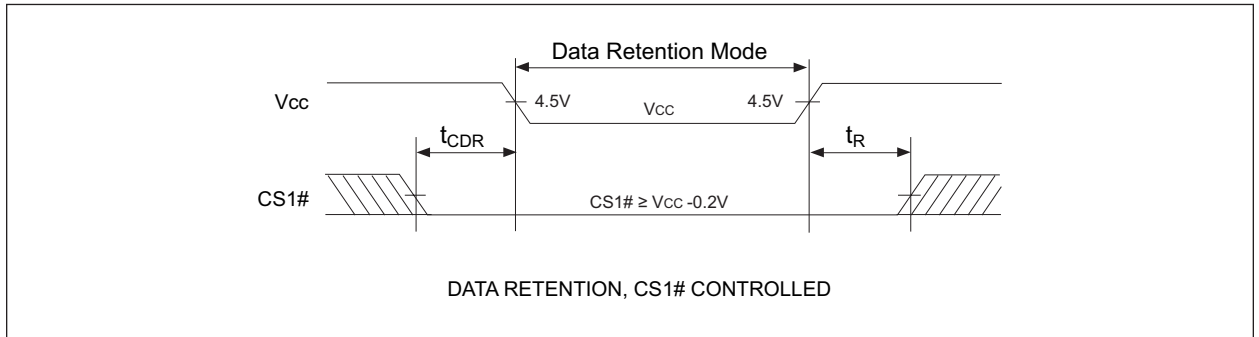 Data Retention Mode
Vcc
4.5V
Vcc
4.5V
tCDR
tR
CS1#
CS1# ≥ Vcc -0.2V
DATA RETENTION, CS1# CONTROLLED